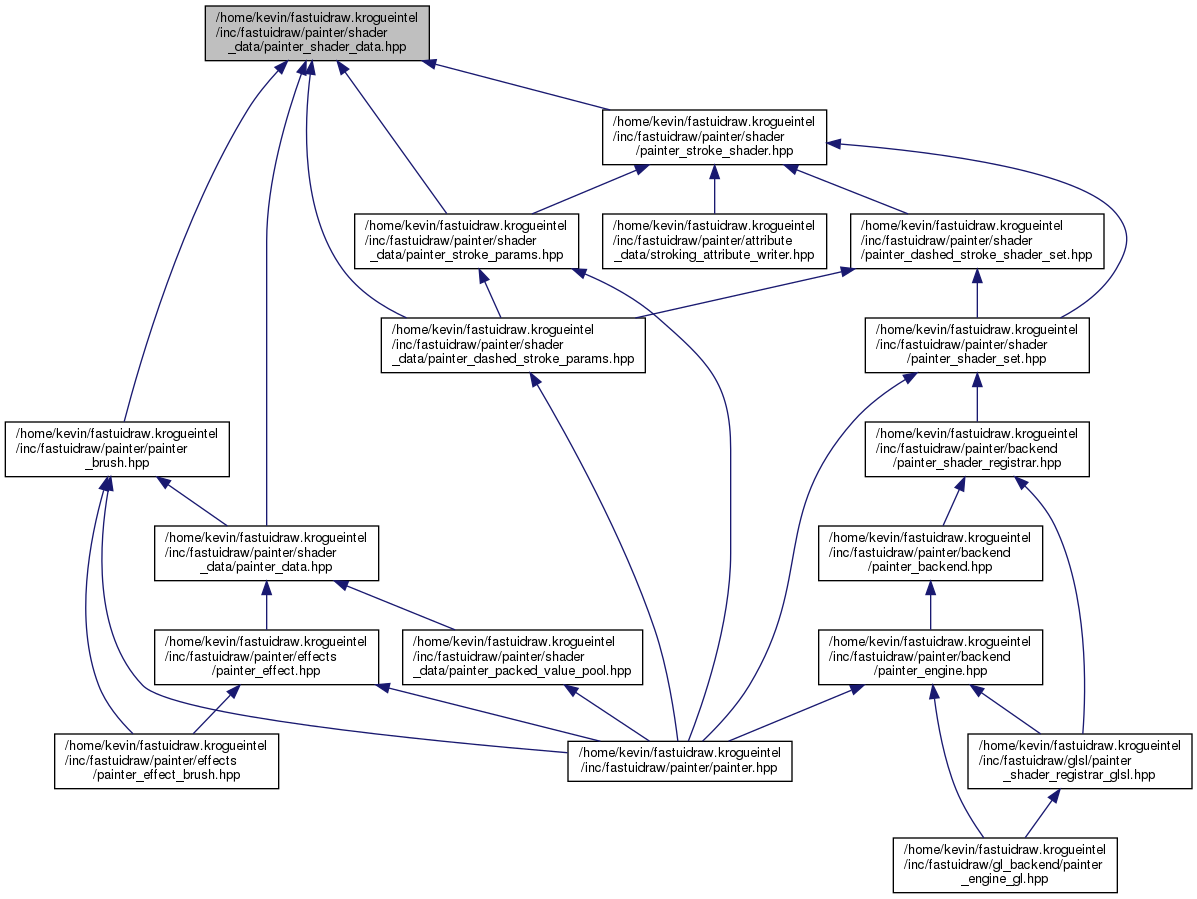 /home/kevin/fastuidraw.krogueintel
/inc/fastuidraw/painter/shader
_data/painter_shader_data.hpp
/home/kevin/fastuidraw.krogueintel
/inc/fastuidraw/painter/shader
/painter_stroke_shader.hpp
/home/kevin/fastuidraw.krogueintel
/inc/fastuidraw/painter/shader
_data/painter_stroke_params.hpp
/home/kevin/fastuidraw.krogueintel
/inc/fastuidraw/painter/attribute
_data/stroking_attribute_writer.hpp
/home/kevin/fastuidraw.krogueintel
/inc/fastuidraw/painter/shader
/painter_dashed_stroke_shader_set.hpp
/home/kevin/fastuidraw.krogueintel
/inc/fastuidraw/painter/shader
_data/painter_dashed_stroke_params.hpp
/home/kevin/fastuidraw.krogueintel
/inc/fastuidraw/painter/shader
/painter_shader_set.hpp
/home/kevin/fastuidraw.krogueintel
/inc/fastuidraw/painter/painter
_brush.hpp
/home/kevin/fastuidraw.krogueintel
/inc/fastuidraw/painter/backend
/painter_shader_registrar.hpp
/home/kevin/fastuidraw.krogueintel
/inc/fastuidraw/painter/shader
_data/painter_data.hpp
/home/kevin/fastuidraw.krogueintel
/inc/fastuidraw/painter/backend
/painter_backend.hpp
/home/kevin/fastuidraw.krogueintel
/inc/fastuidraw/painter/effects
/painter_effect.hpp
/home/kevin/fastuidraw.krogueintel
/inc/fastuidraw/painter/shader
_data/painter_packed_value_pool.hpp
/home/kevin/fastuidraw.krogueintel
/inc/fastuidraw/painter/backend
/painter_engine.hpp
/home/kevin/fastuidraw.krogueintel
/inc/fastuidraw/painter/effects
/painter_effect_brush.hpp
/home/kevin/fastuidraw.krogueintel
/inc/fastuidraw/painter/painter.hpp
/home/kevin/fastuidraw.krogueintel
/inc/fastuidraw/glsl/painter
_shader_registrar_glsl.hpp
/home/kevin/fastuidraw.krogueintel
/inc/fastuidraw/gl_backend/painter
_engine_gl.hpp